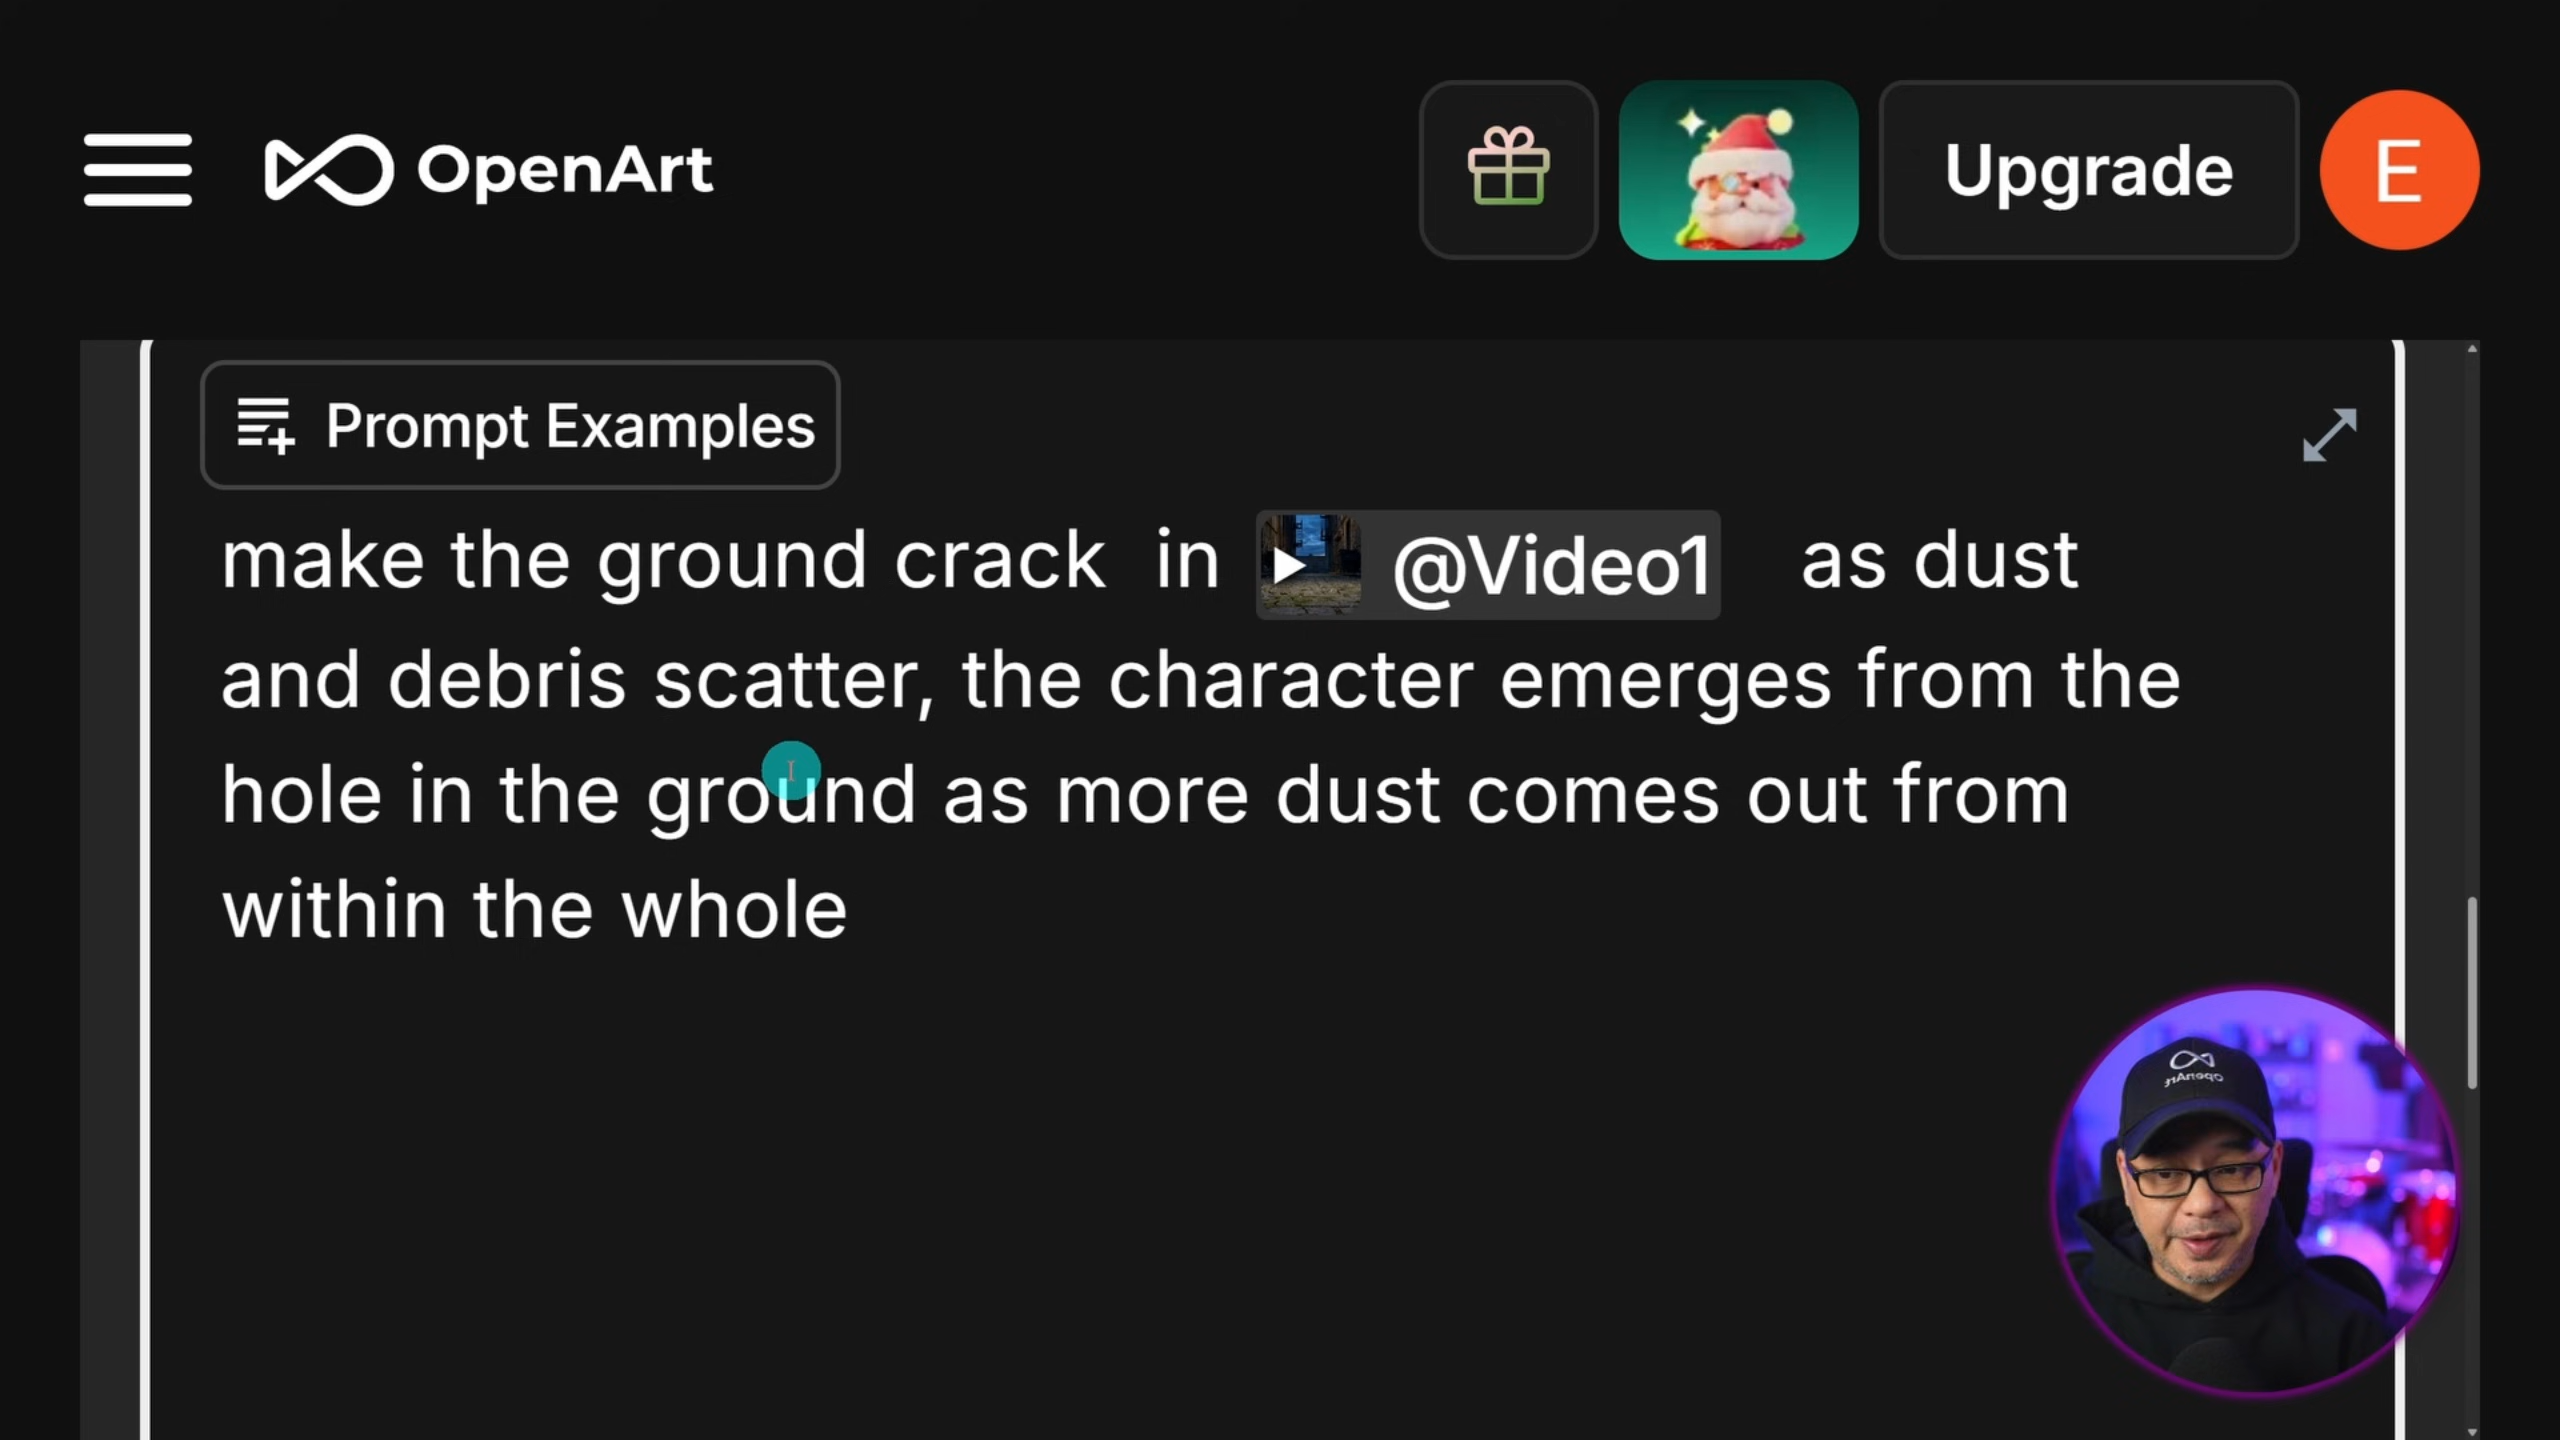 OpenArt
Upgrade
E
Prompt Examples
make the ground crack in @Video1 as dust
and debris scatter, the character emerges from the
hole in the ground as more dust comes out from
within the whole
OpenArt